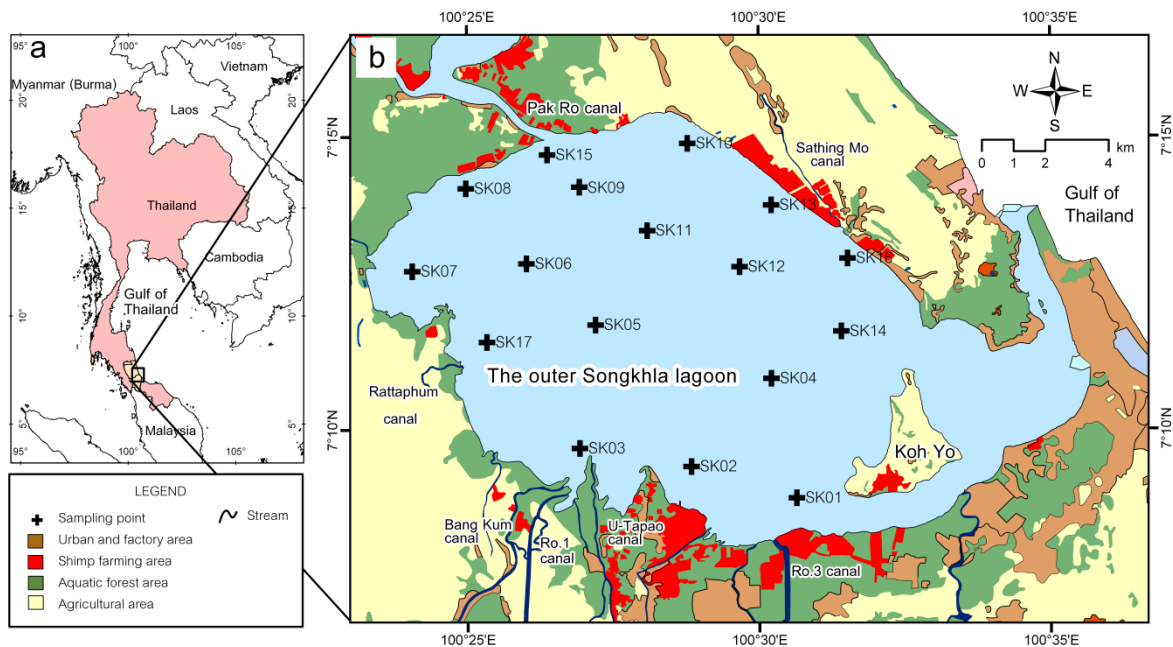 a
95°
100°
105°
Vietnam
Myanmar (Burma)
20°
20°
Laos
Thailand
15°
15°
Cambodia
Gulf of
Thailand
10°
10°
5°
5°
Malaysia
95°
100°
105°
LEGEND
Sampling point
Stream
Urban and factory area
Shimp farming area
Aquatic forest area
Agricultural area
b
100°25'E
100°30'E
100°35'E
7°15'N
7°15'N
7°10'N
7°10'N
100°25'E
100°30'E
100°35'E
N
W E
S
0 1 2 4
km
Pak Ro canal
Sathing Mo
canal
Gulf of
Thailand
SK15
SK10
SK08
SK09
SK13
SK11
SK16
SK07
SK06
SK12
SK05
SK14
SK17
The outer Songkhla lagoon
SK04
Rattaphum
canal
SK03
SK02
Koh Yo
SK01
Bang Kum
canal
Ro.1
canal
U-Tapao
canal
Ro.3 canal